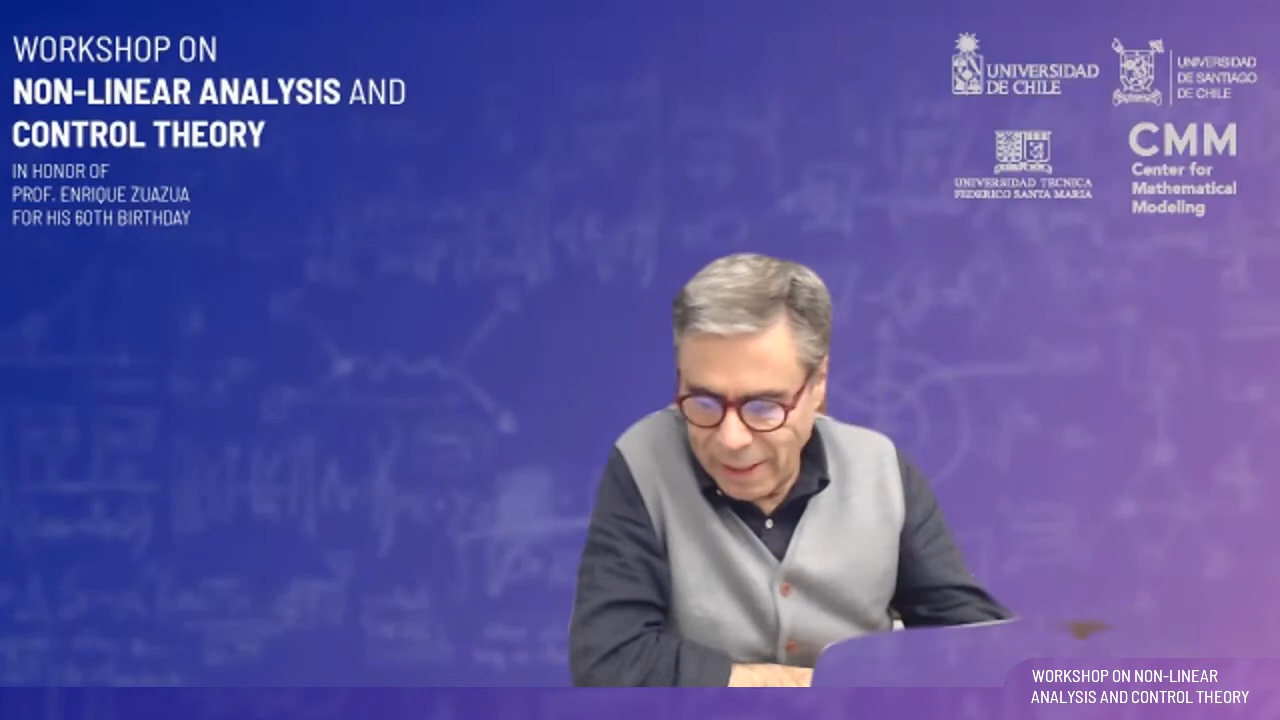 WORKSHOP ON
NON-LINEAR ANALYSIS AND
CONTROL THEORY
IN HONOR OF
PROF. ENRIQUE ZUAZUA
FOR HIS 60TH BIRTHDAY
UNIVERSIDAD
DE CHILE
UNIVERSIDAD
DE SANTIAGO
DE CHILE
UNIVERSIDAD TECNICA
FEDERICO SANTA MARIA
CMM
Center for
Mathematical
Modeling
WORKSHOP ON NON-LINEAR
ANALYSIS AND CONTROL THEORY